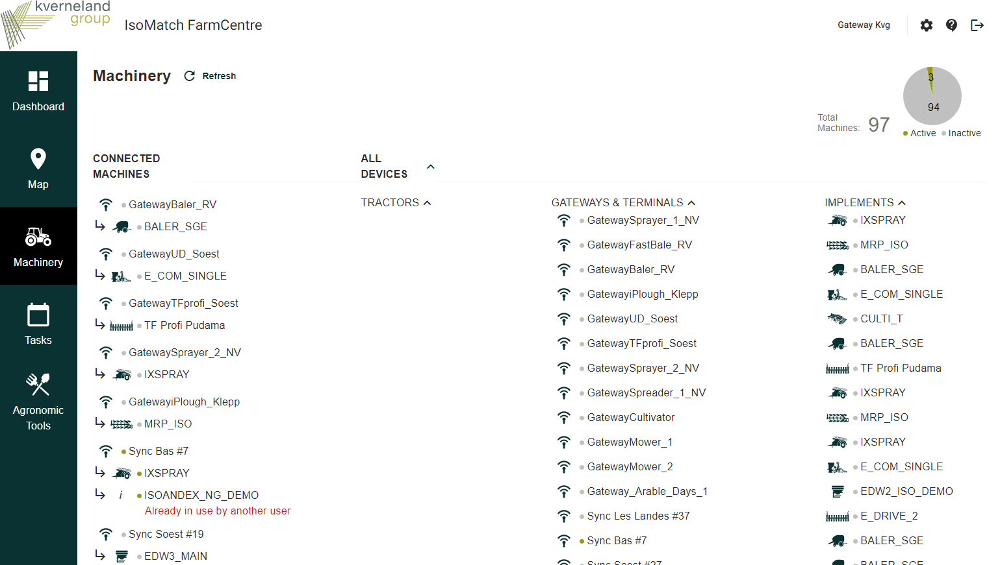 kverneland
group
IsoMatch FarmCentre
Gateway Kvg
Dashboard
Map
Machinery
Tasks
Agronomic
Tools
Machinery
Refresh
Total
Machines:
97
3
94
Active
Inactive
CONNECTED
MACHINES
GatewayBaler_RV
BALER_SGE
GatewayUD_Soest
E_COM_SINGLE
GatewayTFprofi_Soest
TF Profi Pudama
GatewaySprayer_2_NV
IXSPRAY
GatewayiPlough_Klepp
MRP_ISO
Sync Bas #7
IXSPRAY
i
ISOANDEX_NG_DEMO
Already in use by another user
Sync Soest #19
EDW3_MAIN
ALL
DEVICES
TRACTORS
GATEWAYS & TERMINALS
GatewaySprayer_1_NV
GatewayFastBale_RV
GatewayBaler_RV
GatewayiPlough_Klepp
GatewayUD_Soest
GatewayTFprofi_Soest
GatewaySprayer_2_NV
GatewaySpreader_1_NV
GatewayCultivator
GatewayMower_1
GatewayMower_2
Gateway_Arable_Days_1
Sync Les Landes #37
Sync Bas #7
Sync Soest #27
IMPLEMENTS
IXSPRAY
MRP_ISO
BALER_SGE
E_COM_SINGLE
CULTI_T
BALER_SGE
TF Profi Pudama
IXSPRAY
MRP_ISO
IXSPRAY
E_COM_SINGLE
EDW2_ISO_DEMO
E_DRIVE_2
BALER_SGE
BALER_SGE